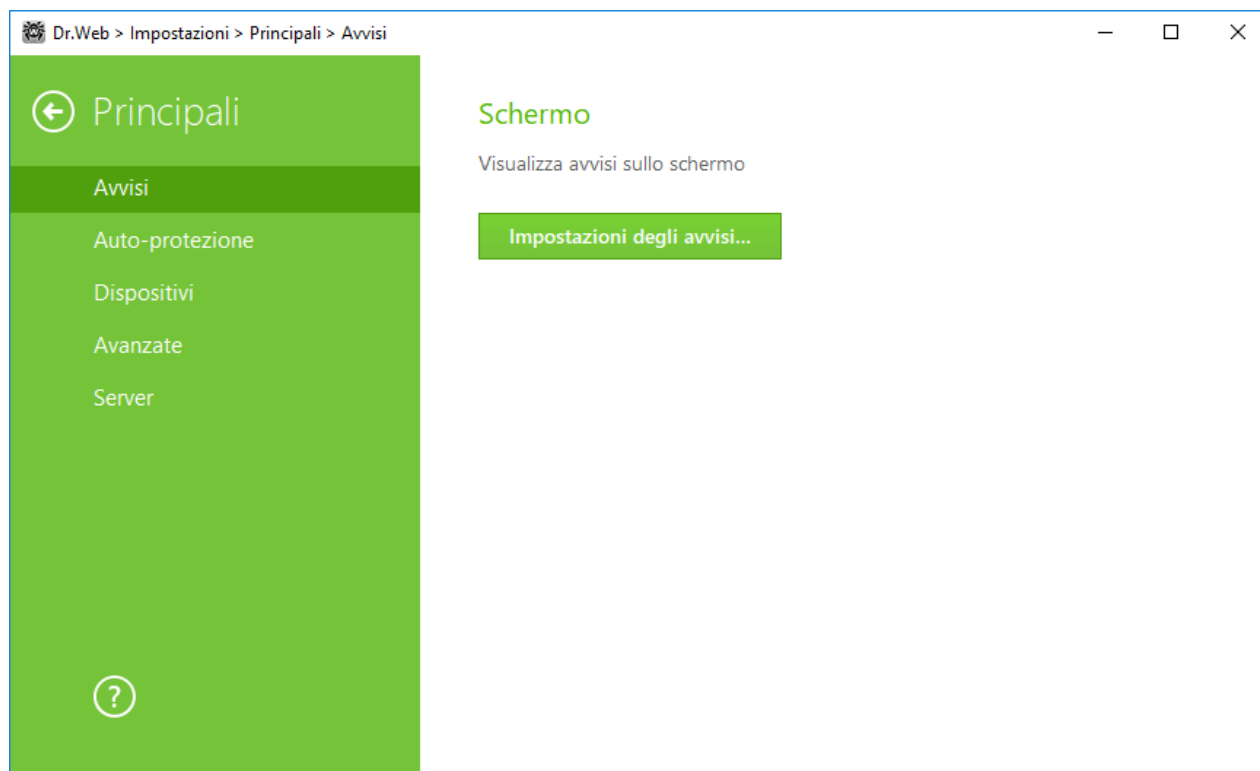 Dr.Web > Impostazioni > Principali > Avvisi
Principali
Avvisi
Auto-protezione
Dispositivi
Avanzate
Server
?
Schermo
Visualizza avvisi sullo schermo
Impostazioni degli avvisi...